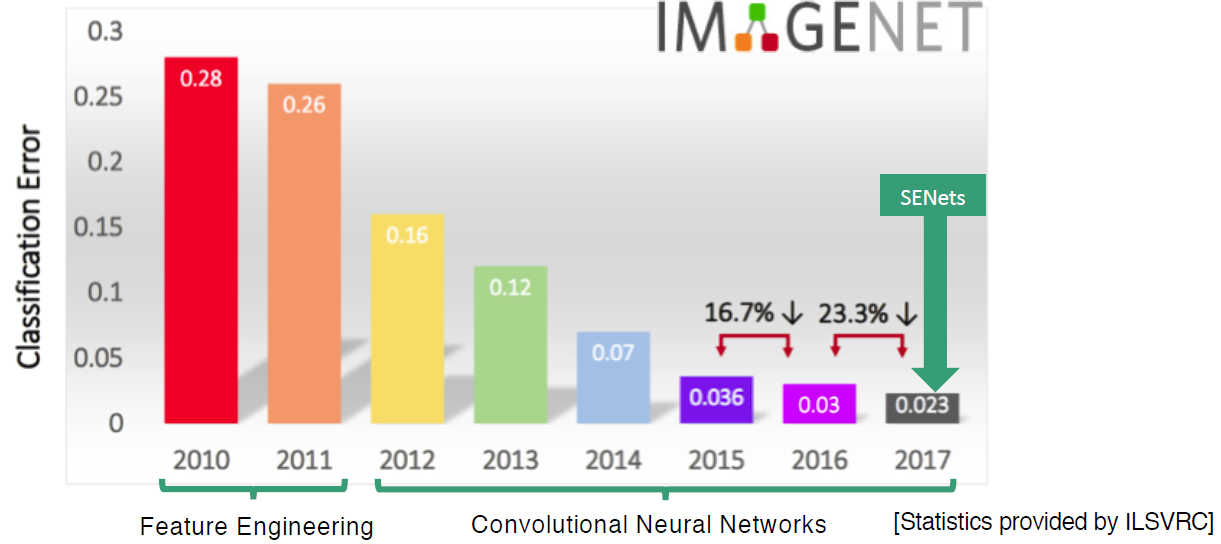 IMAGENET
Classification Error
0.3
0.25
0.2
0.15
0.1
0.05
0
0.28
0.26
0.16
0.12
0.07
0.036
0.03
0.023
16.7% ↓ 23.3% ↓
SENets
2010 2011 2012 2013 2014 2015 2016 2017
Feature Engineering
Convolutional Neural Networks
[Statistics provided by ILSVRC]